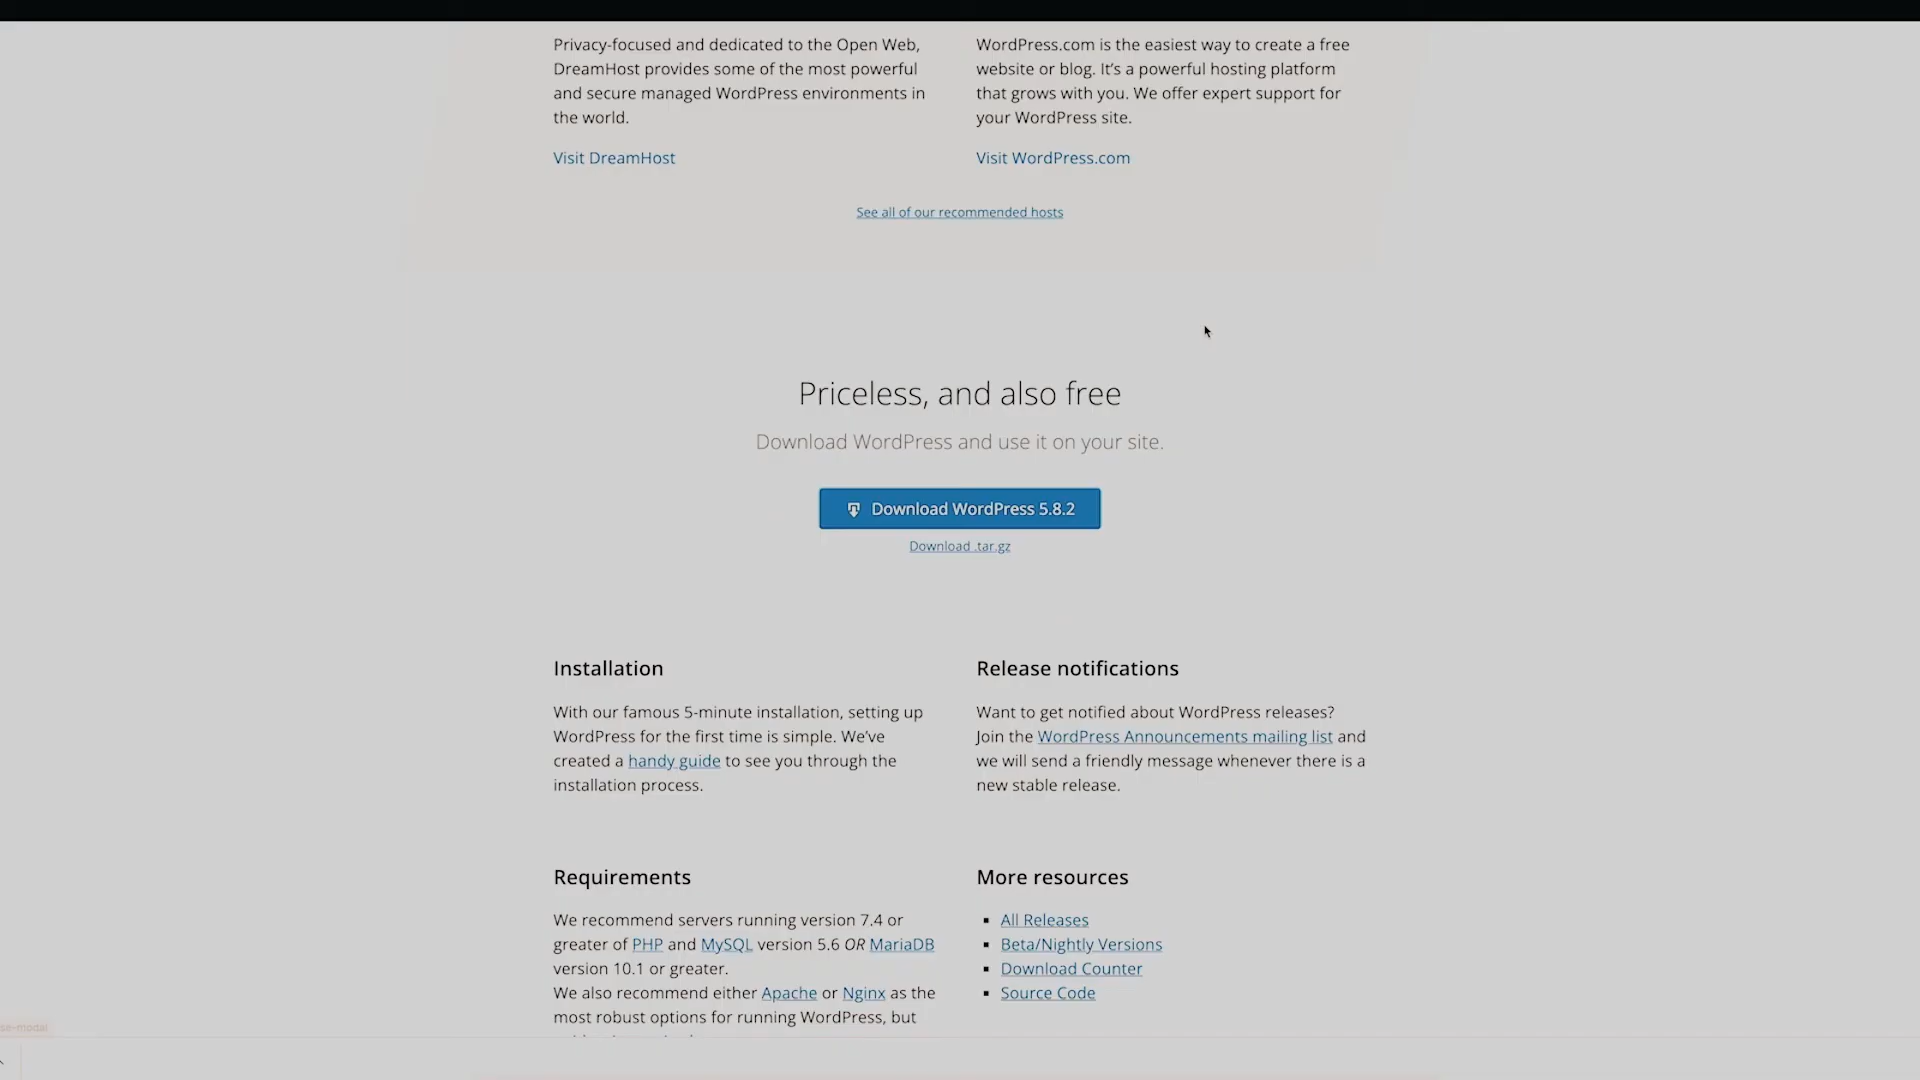 Privacy-focused and dedicated to the Open Web,
DreamHost provides some of the most powerful
and secure managed WordPress environments in
the world.
Visit DreamHost
WordPress.com is the easiest way to create a free
website or blog. It’s a powerful hosting platform
that grows with you. We offer expert support for
your WordPress site.
Visit WordPress.com
See all of our recommended hosts
Priceless, and also free
Download WordPress and use it on your site.
Download WordPress 5.8.2
Download .tar.gz
Installation
With our famous 5-minute installation, setting up
WordPress for the first time is simple. We’ve
created a handy guide to see you through the
installation process.
Release notifications
Want to get notified about WordPress releases?
Join the WordPress Announcements mailing list and
we will send a friendly message whenever there is a
new stable release.
Requirements
We recommend servers running version 7.4 or
greater of PHP and MySQL version 5.6 OR MariaDB
version 10.1 or greater.
We also recommend either Apache or Nginx as the
most robust options for running WordPress, but
More resources
All Releases
Beta/Nightly Versions
Download Counter
Source Code
se-modal